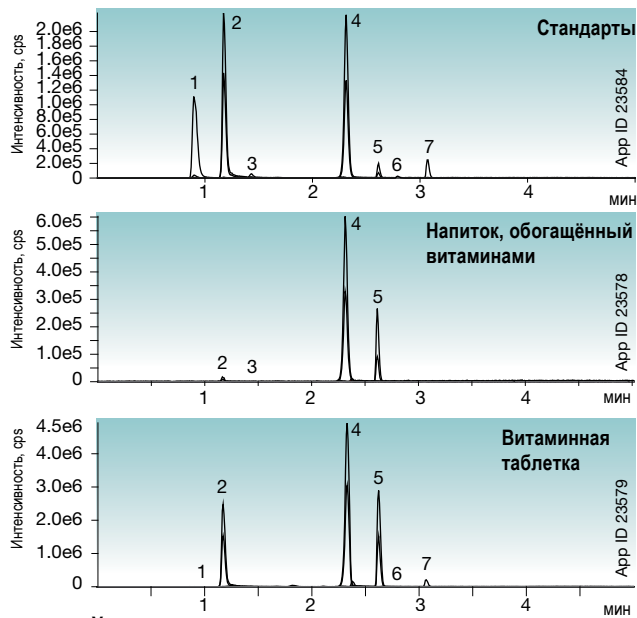 Стандарты
App ID 23584
Интенсивность, cps
2.0e6
1.8e6
1.6e6
1.4e6
1.2e6
1.0e6
8.0e5
6.0e5
4.0e5
2.0e5
0
1 2 3 4 5 6 7
1 2 3 4 мин
Напиток, обогащённый
витаминами
App ID 23578
Интенсивность, cps
6.0e5
5.0e5
4.0e5
3.0e5
2.0e5
1.0e5
0
2 3 4 5
1 2 3 4 мин
Витаминная
таблетка
App ID 23579
Интенсивность, cps
4.5e6
3.0e6
1.0e6
0
1 2 4 5 6 7
1 2 3 4 мин